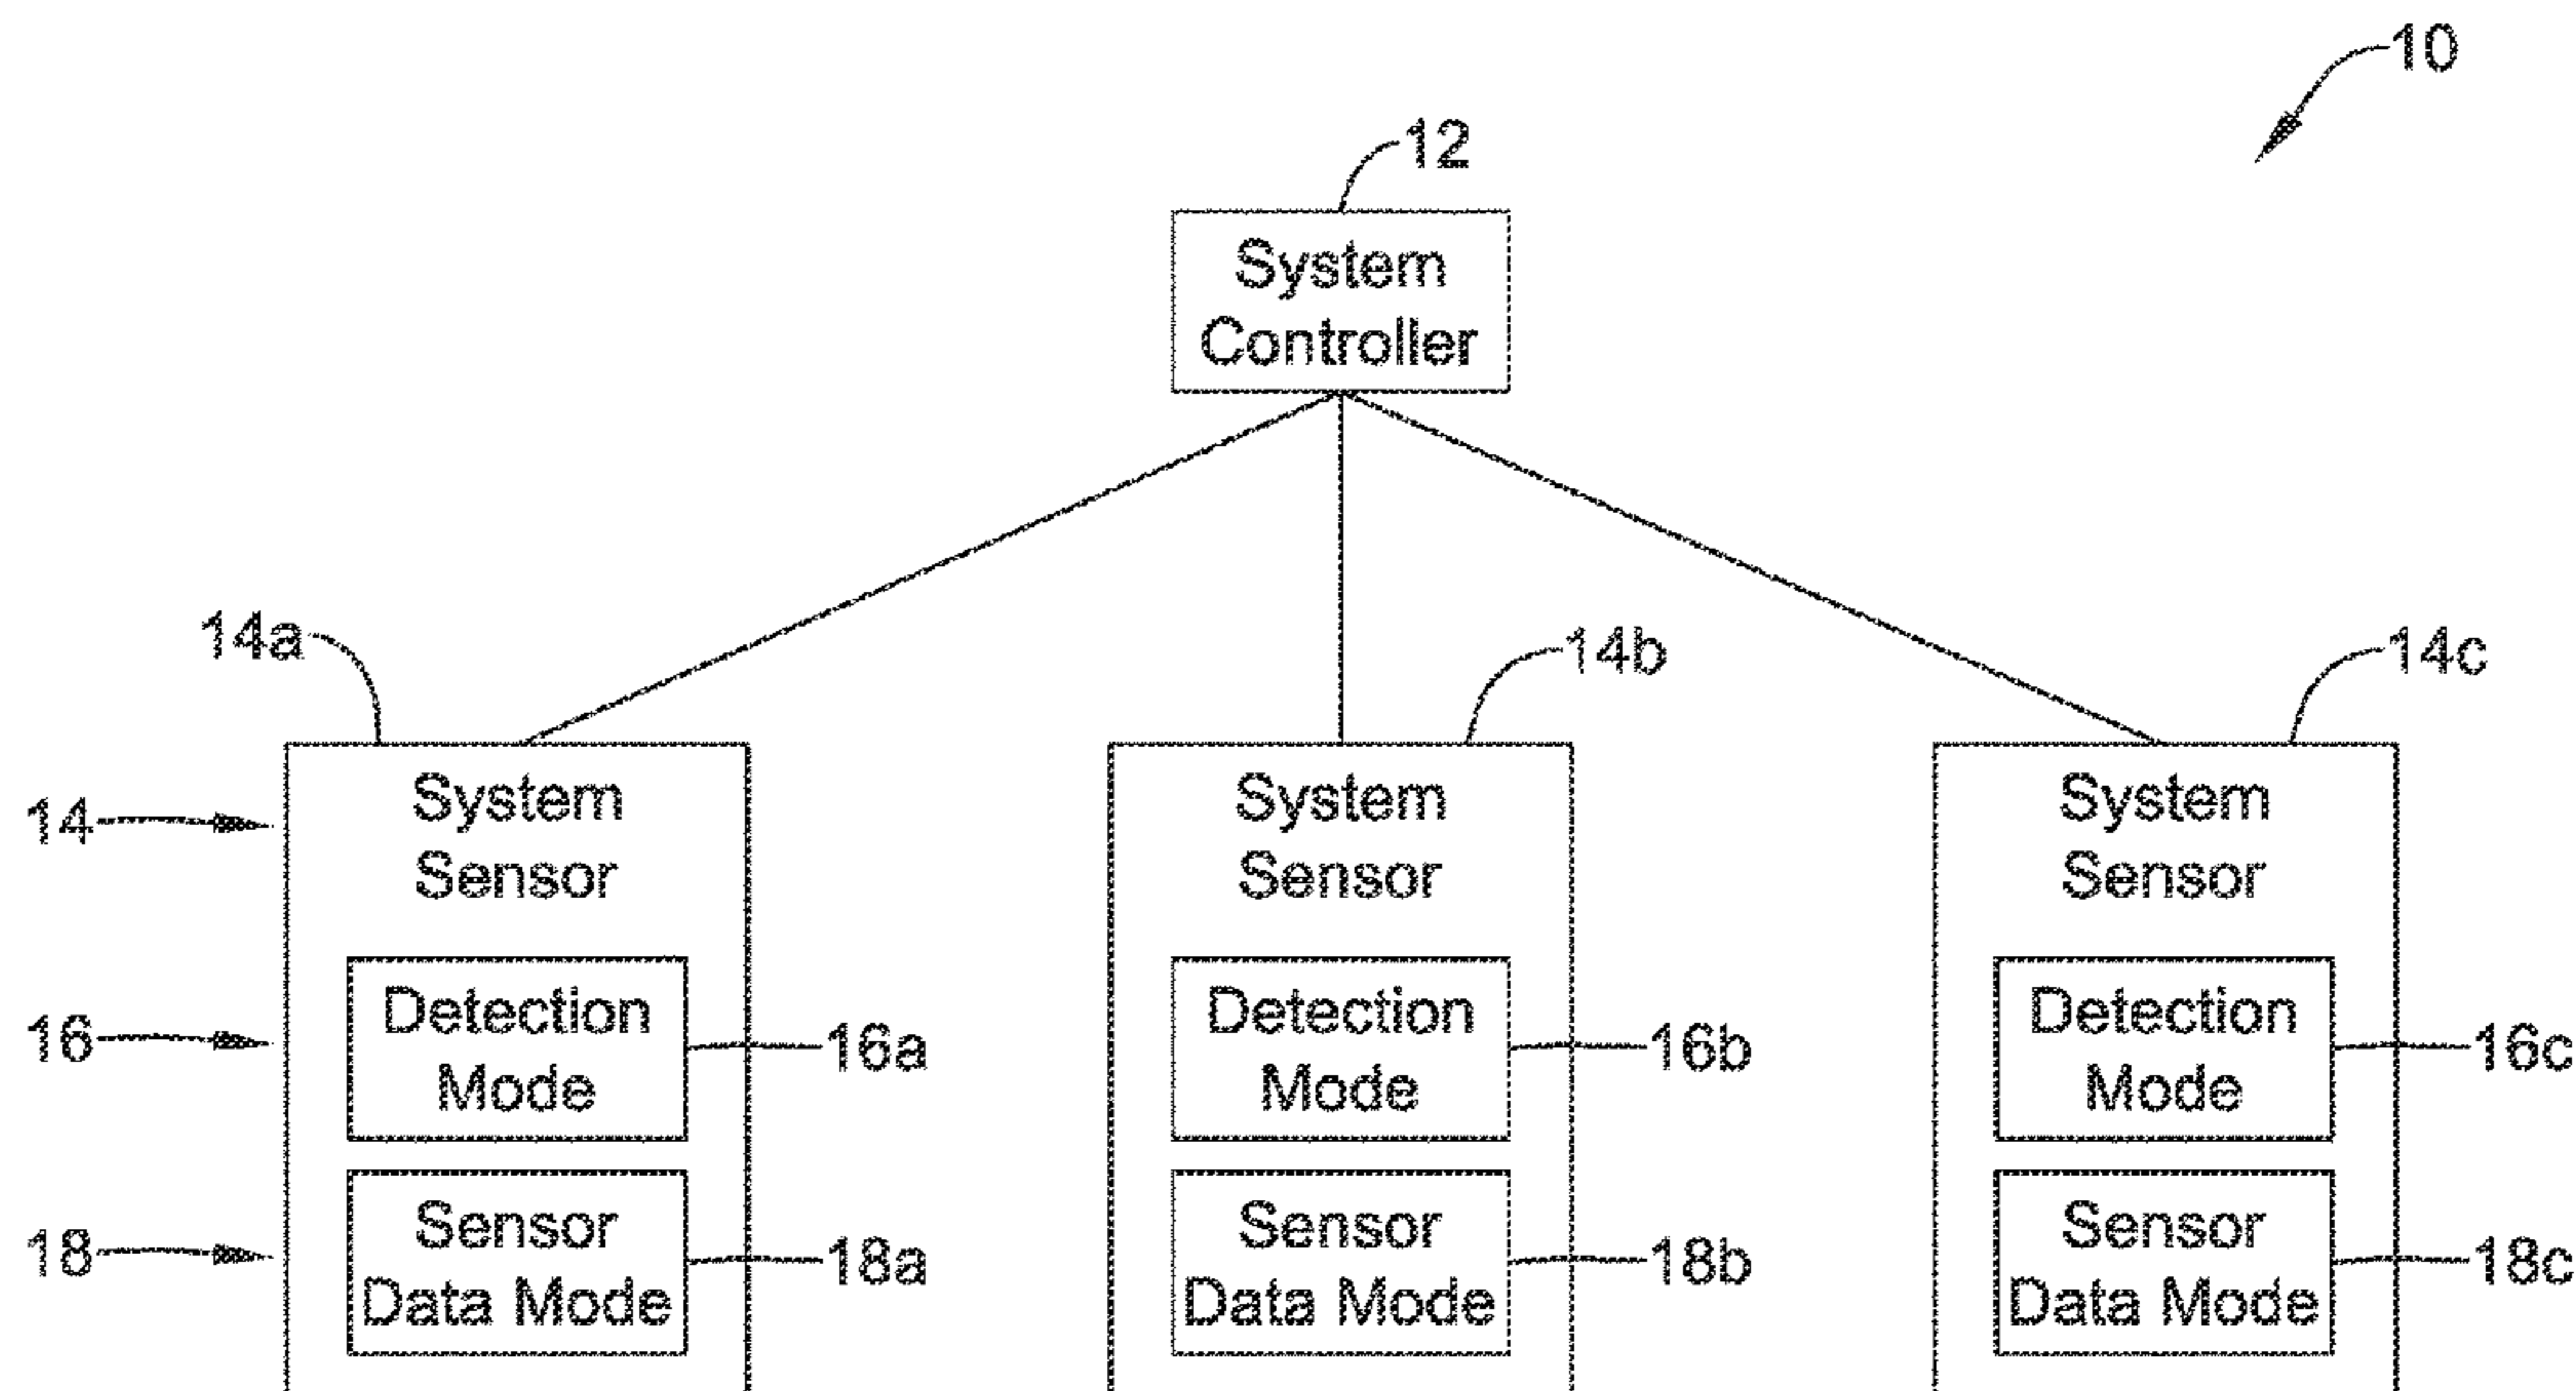 10
12
System
Controller
14a
14b
14c
14
System
Sensor
System
Sensor
System
Sensor
16
Detection
Mode
16a
Detection
Mode
16b
Detection
Mode
16c
18
Sensor
Data Mode
18a
Sensor
Data Mode
18b
Sensor
Data Mode
18c